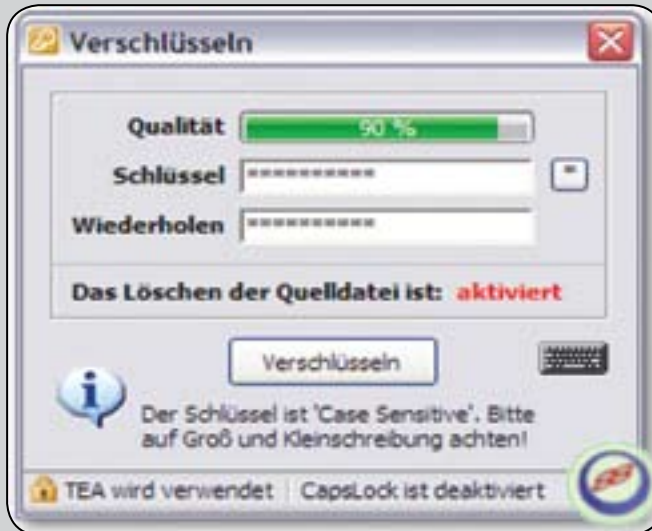 Verschlüsseln
Qualität 90 %
Schlüssel ********** *
Wiederholen **********
Das Löschen der Quelldatei ist: aktiviert
Verschlüsseln
Der Schlüssel ist 'Case Sensitive'. Bitte
auf Groß und Kleinschreibung achten!
TEA wird verwendet CapsLock ist deaktiviert